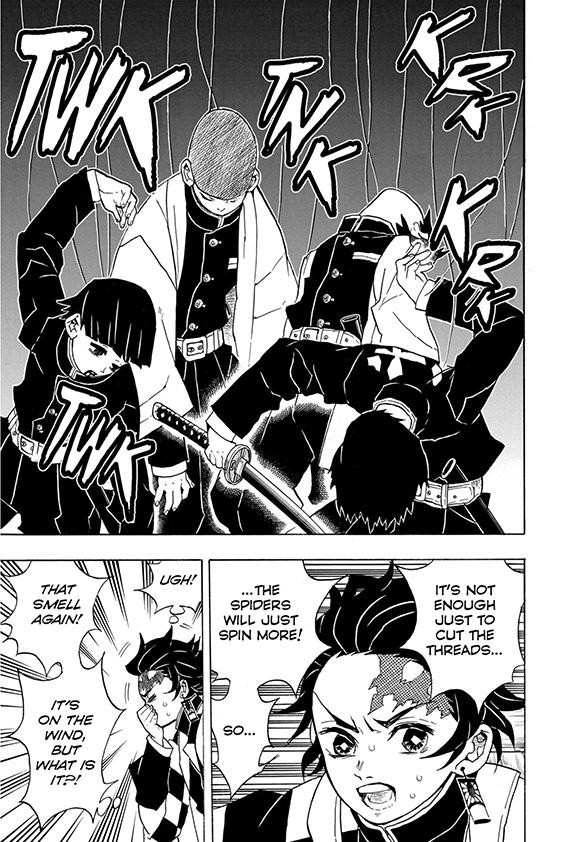 KRK
KRK
TNK
TWK
TWK
IT'S NOT
ENOUGH
JUST TO
CUT THE
THREADS...
...THE
SPIDERS
WILL JUST
SPIN MORE!
SO...
UGH!
THAT
SMELL
AGAIN!
IT'S
ON THE
WIND,
BUT
WHAT IS
IT?!